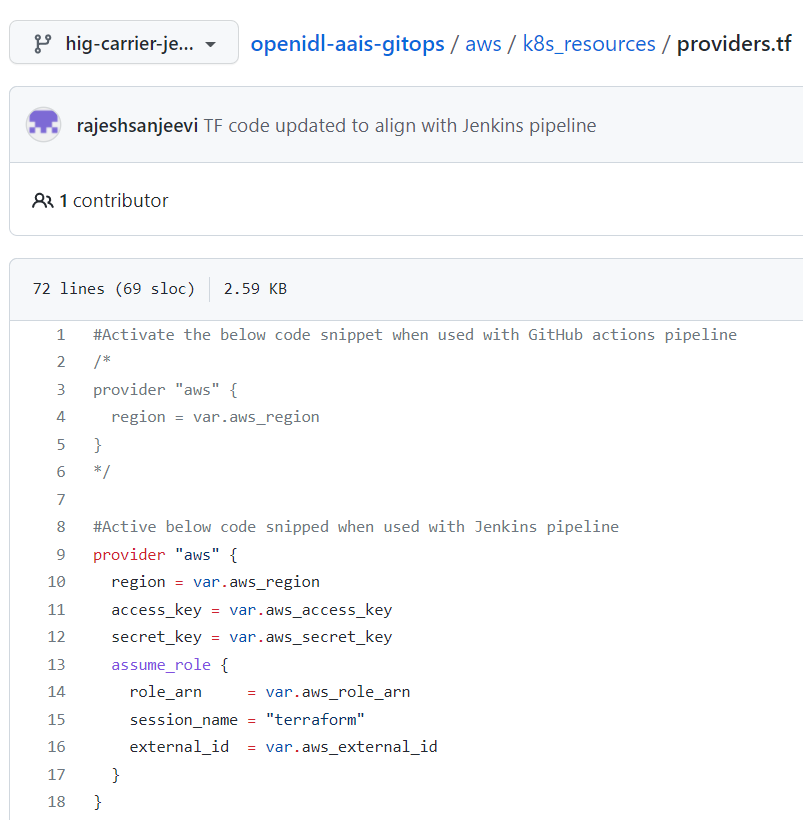 hig-carrier-je... openidl-aais-gitops / aws / k8s_resources / providers.tf
rajeshsanjeevi TF code updated to align with Jenkins pipeline
1 contributor
72 lines (69 sloc) 2.59 KB
1 #Activate the below code snippet when used with GitHub actions pipeline
2 /*
3 provider "aws" {
4   region = var.aws_region
5 }
6 */
7
8 #Active below code snipped when used with Jenkins pipeline
9 provider "aws" {
10   region = var.aws_region
11   access_key = var.aws_access_key
12   secret_key = var.aws_secret_key
13   assume_role {
14     role_arn     = var.aws_role_arn
15     session_name = "terraform"
16     external_id  = var.aws_external_id
17   }
18 }